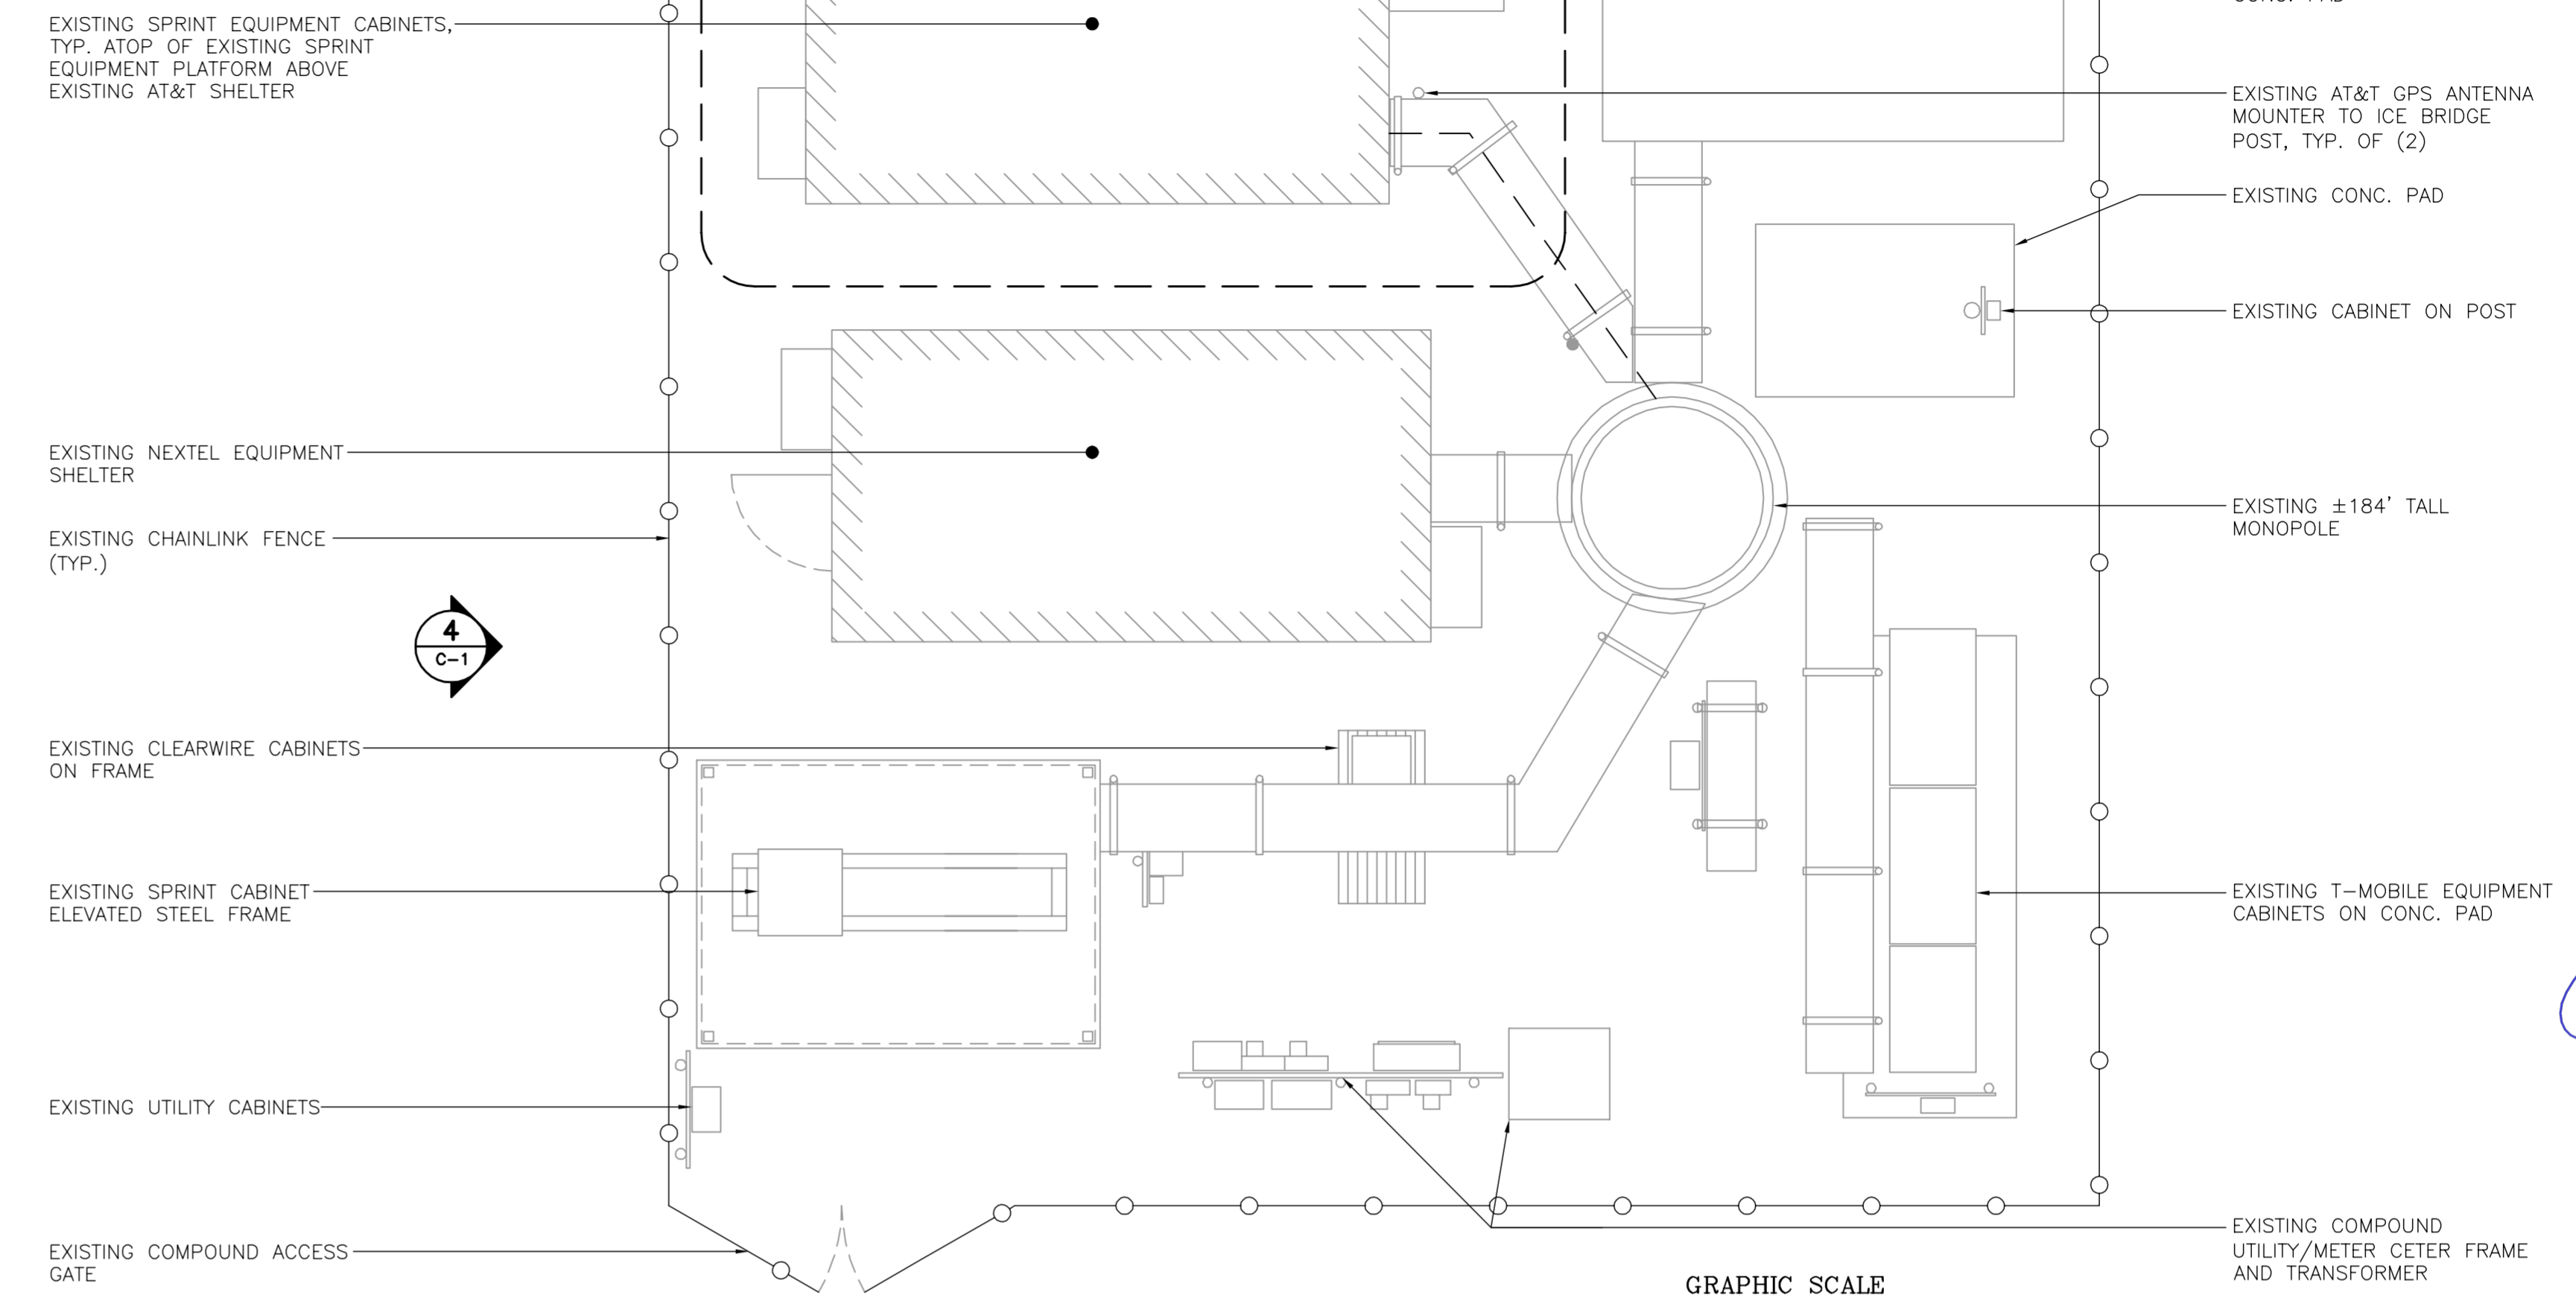 EXISTING SPRINT EQUIPMENT CABINETS,
TYP. ATOP OF EXISTING SPRINT
EQUIPMENT PLATFORM ABOVE
EXISTING AT&T SHELTER
EXISTING NEXTEL EQUIPMENT
SHELTER
EXISTING CHAINLINK FENCE
(TYP.)
4
C-1
EXISTING CLEARWIRE CABINETS
ON FRAME
EXISTING SPRINT CABINET
ELEVATED STEEL FRAME
EXISTING UTILITY CABINETS
EXISTING COMPOUND ACCESS
GATE
EXISTING AT&T GPS ANTENNA
MOUNTER TO ICE BRIDGE
POST, TYP. OF (2)
EXISTING CONC. PAD
EXISTING CABINET ON POST
EXISTING ±184' TALL
MONOPOLE
EXISTING T-MOBILE EQUIPMENT
CABINETS ON CONC. PAD
EXISTING COMPOUND
UTILITY/METER CETER FRAME
AND TRANSFORMER
GRAPHIC SCALE